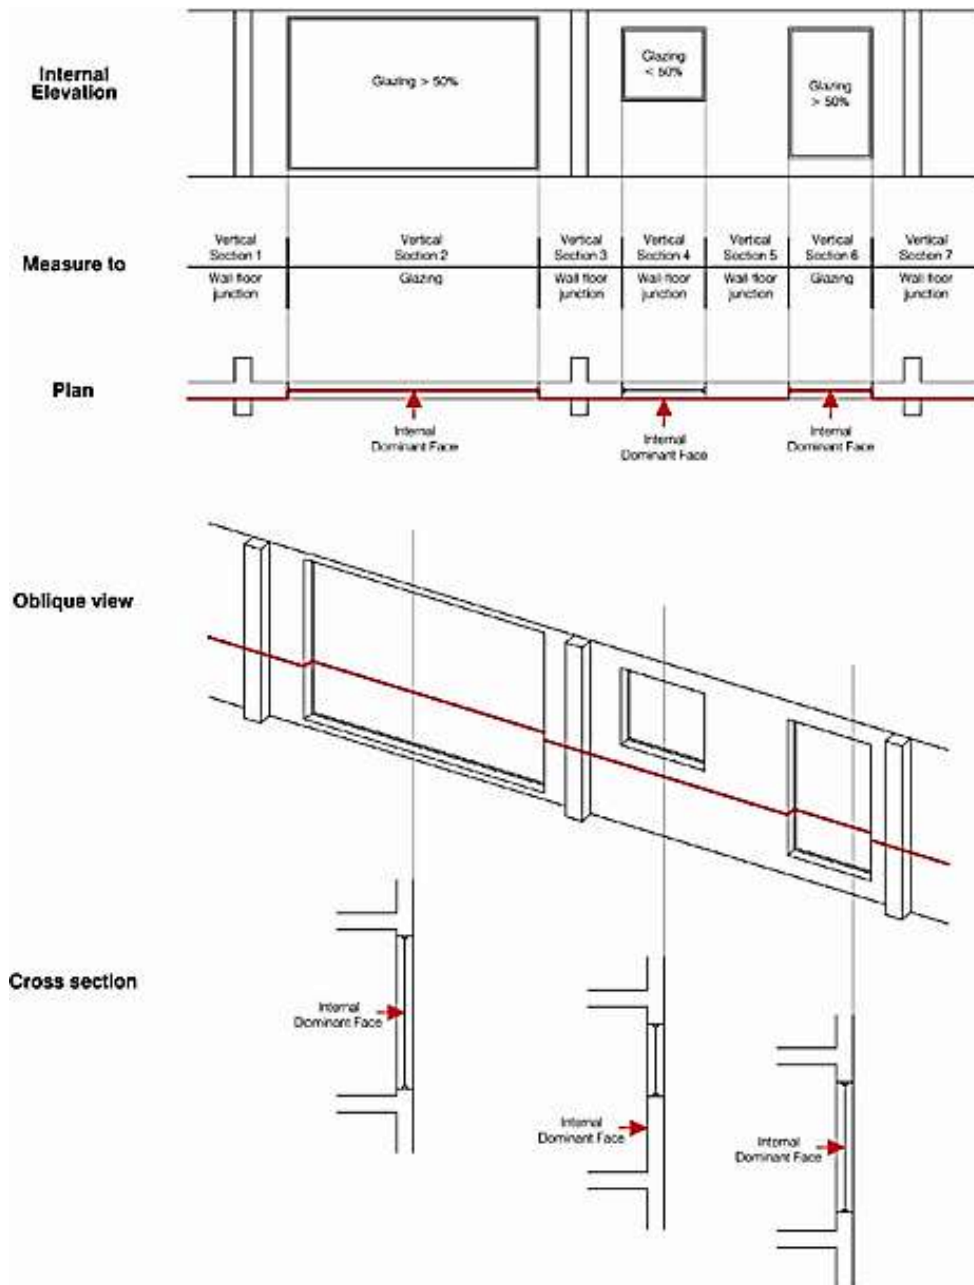 Internal
Elevation
Glazing > 50%
Glazing
< 50%
Glazing
> 50%
Measure to
Vertical
Section 1
Vertical
Section 2
Vertical
Section 3
Vertical
Section 4
Vertical
Section 5
Vertical
Section 6
Vertical
Section 7
Wall floor
junction
Glazing
Wall floor
junction
Wall floor
junction
Wall floor
junction
Glazing
Wall floor
junction
Plan
Internal
Dominant Face
Internal
Dominant Face
Internal
Dominant Face
Oblique view
Cross section
Internal
Dominant Face
Internal
Dominant Face
Internal
Dominant Face